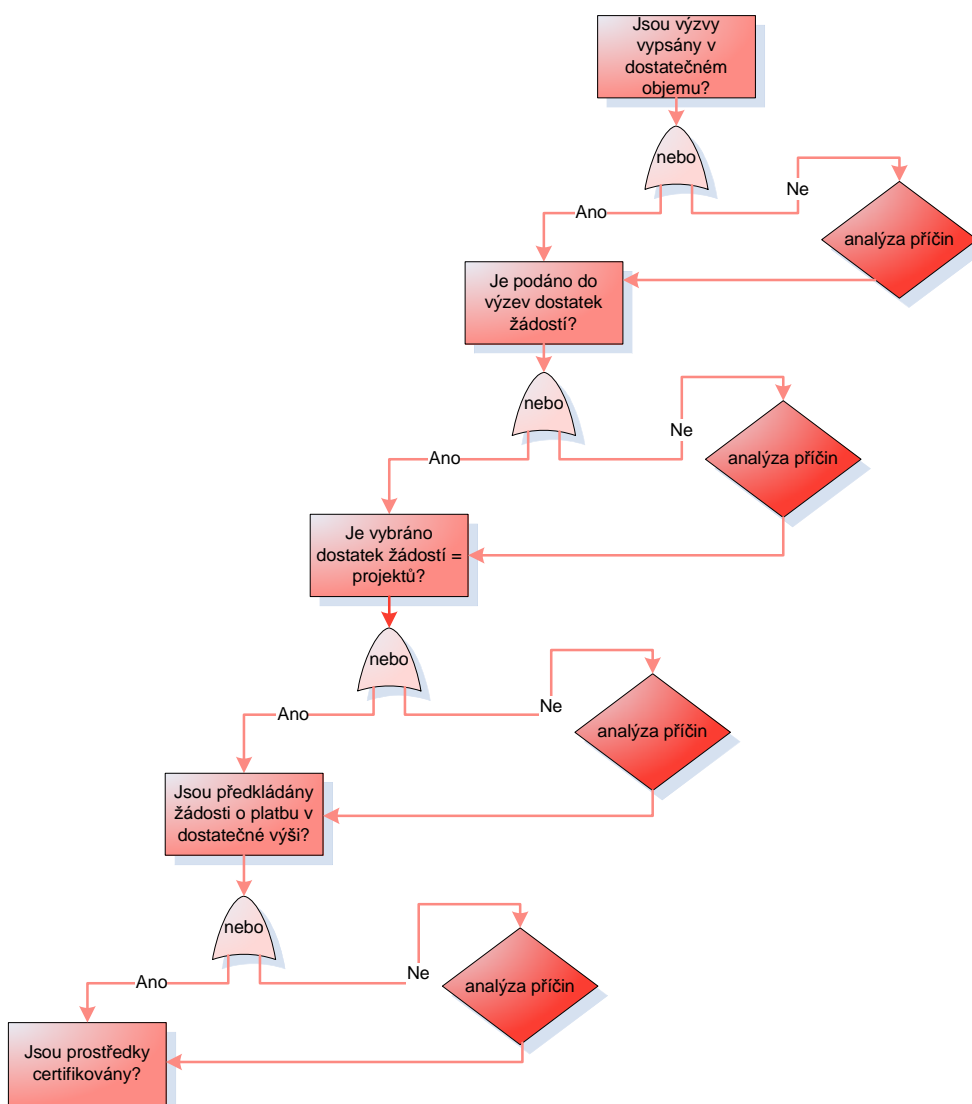 Jsou výzvy
vypsány v
dostatečném
objemu?
nebo
Ne
Ano
analýza příčin
Je podáno do
výzev dostatek
žádostí?
nebo
Ne
Ano
analýza příčin
Je vybráno
dostatek žádostí =
projektů?
nebo
Ne
Ano
analýza příčin
Jsou předkládány
žádosti o platbu v
dostatečné výši?
nebo
Ne
Ano
analýza příčin
Jsou prostředky
certifikovány?